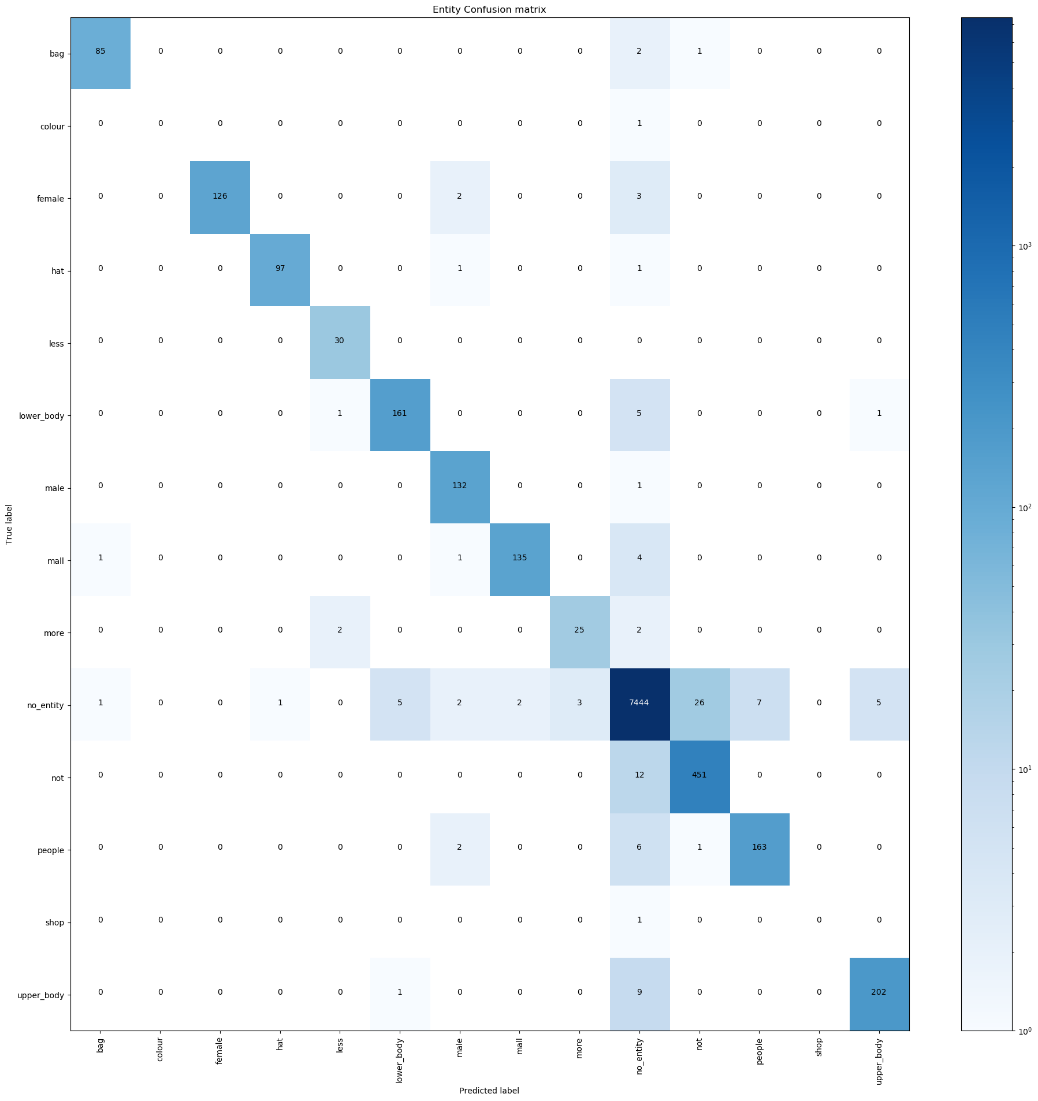 Entity Confusion matrix
True label
bag 85 0 0 0 0 0 0 0 0 2 1 0 0 0
colour 0 0 0 0 0 0 0 0 0 1 0 0 0 0
female 0 0 126 0 0 0 2 0 0 3 0 0 0 0
hat 0 0 0 97 0 0 1 0 0 1 0 0 0 0
less 0 0 0 0 30 0 0 0 0 0 0 0 0 0
lower_body 0 0 0 0 1 161 0 0 0 5 0 0 0 1
male 0 0 0 0 0 0 132 0 0 1 0 0 0 0
mall 1 0 0 0 0 0 1 135 0 4 0 0 0 0
more 0 0 0 0 2 0 0 0 25 2 0 0 0 0
no_entity 1 0 0 1 0 5 2 2 3 7444 26 7 0 5
not 0 0 0 0 0 0 0 0 0 12 451 0 0 0
people 0 0 0 0 0 0 2 0 0 6 1 163 0 0
shop 0 0 0 0 0 0 0 0 0 1 0 0 0 0
upper_body 0 0 0 0 0 1 0 0 0 9 0 0 0 202
bag colour female hat less lower_body male mall more no_entity not people shop upper_body
Predicted label
10³
10²
10¹
10⁰